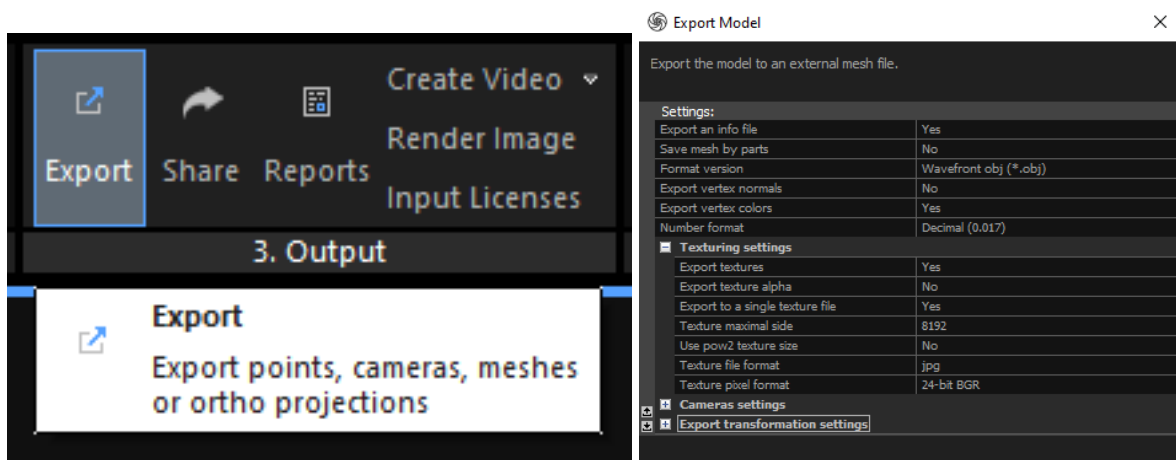 Export
Share
Reports
Create Video
Render Image
Input Licenses
3. Output
Export
Export points, cameras, meshes
or ortho projections
Export Model
Export the model to an external mesh file.
Settings:
Export an info file Yes
Save mesh by parts No
Format version Wavefront obj (*.obj)
Export vertex normals No
Export vertex colors Yes
Number format Decimal (0.017)
Texturing settings
Export textures Yes
Export texture alpha No
Export to a single texture file Yes
Texture maximal side 8192
Use pow2 texture size No
Texture file format jpg
Texture pixel format 24-bit BGR
Cameras settings
Export transformation settings